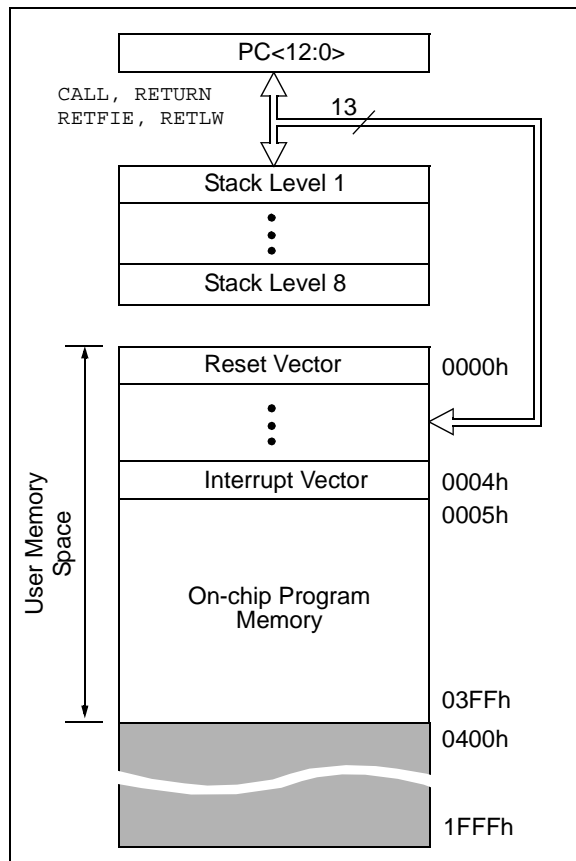 PC<12:0>
CALL, RETURN
RETFIE, RETLW
13
Stack Level 1
Stack Level 8
Reset Vector
0000h
Interrupt Vector
0004h
0005h
User Memory
Space
On-chip Program
Memory
03FFh
0400h
1FFFh